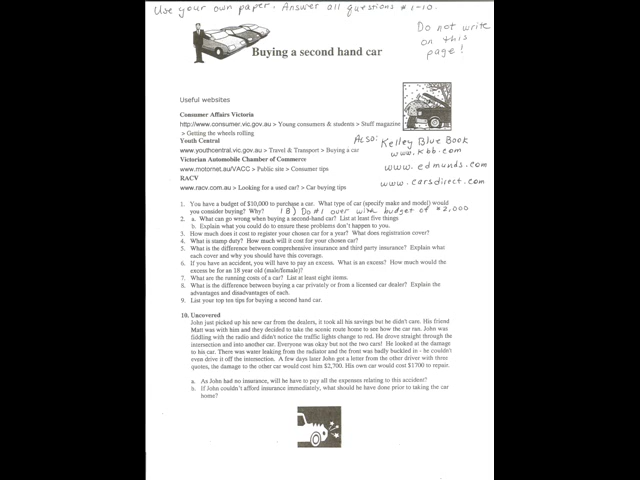 Use your own paper. Answer all questions #1-10.
Do not write
on this
page!
Buying a second hand car
Useful websites
Consumer Affairs Victoria
http://www.consumer.vic.gov.au > Young consumers & students > Stuff magazine
> Getting the wheels rolling
Youth Central
www.youthcentral.vic.gov.au > Travel & Transport > Buying a car
Victorian Automobile Chamber of Commerce
www.motornet.au/VACC > Public site > Consumer tips
RACV
www.racv.com.au > Looking for a used car? > Car buying tips
Also: Kelley Blue Book
www.kbb.com
www.edmunds.com
www.carsdirect.com
1. You have a budget of $10,000 to purchase a car. What type of car (specify make and model) would
you consider buying? Why? 1B) Do #1 over with budget of $2,000
2. a. What can go wrong when buying a second-hand car? List at least five things
b. Explain what you could do to ensure these problems don't happen to you.
3. How much does it cost to register your chosen car for a year? What does registration cover?
4. What is stamp duty? How much will it cost for your chosen car?
5. What is the difference between comprehensive insurance and third party insurance? Explain what
each cover and why you should have this coverage.
6. If you have an accident, you will have to pay an excess. What is an excess? How much would the
excess be for an 18 year old (male/female)?
7. What are the running costs of a car? List at least eight items.
8. What is the difference between buying a car privately or from a licensed car dealer? Explain the
advantages and disadvantages of each.
9. List your top ten tips for buying a second hand car.
10. Uncovered
John just picked up his new car from the dealers, it took all his savings but he didn't care. His friend
Matt was with him and they decided to take the scenic route home to see how the car ran. John was
fiddling with the radio and didn't notice the traffic lights change to red. He drove straight through the
intersection and into another car. Everyone was okay but not the two cars! He looked at the damage
to his car. There was water leaking from the radiator and the front was badly buckled in - he couldn't
even drive it off the intersection. A few days later John got a letter from the other driver with three
quotes, the damage to the other car would cost him $2,700. His own car would cost $1700 to repair.
a. As John had no insurance, will he have to pay all the expenses relating to this accident?
b. If John couldn't afford insurance immediately, what should he have done prior to taking the car
home?